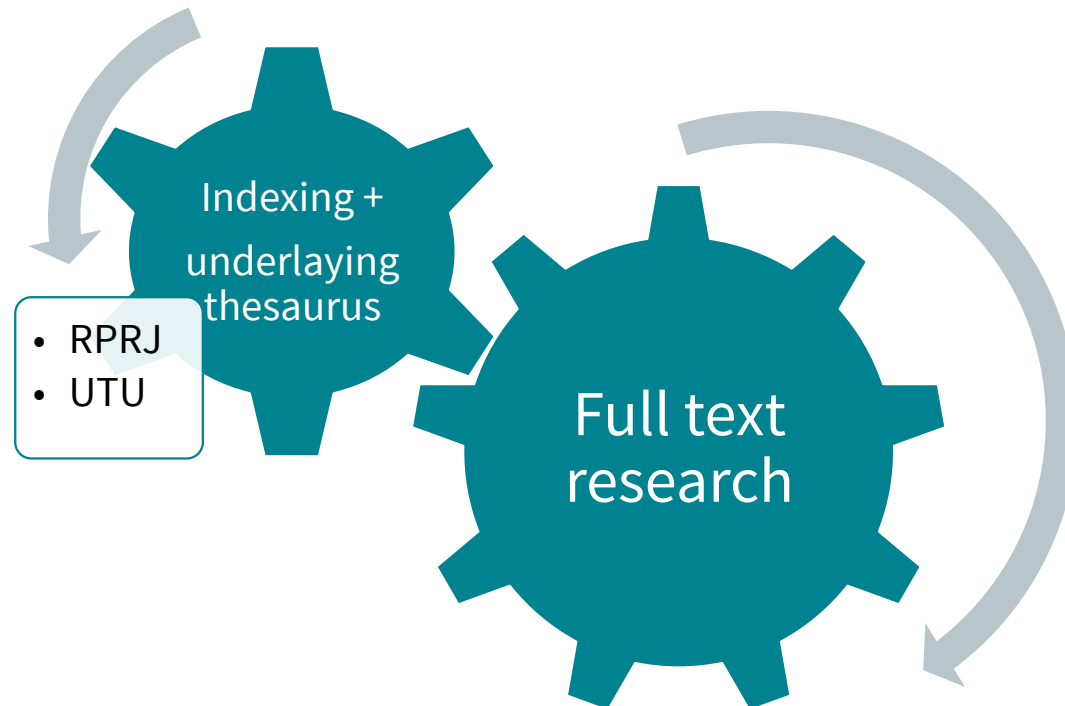 Indexing +
underlaying
thesaurus
• RPRJ
• UTU
Full text
research